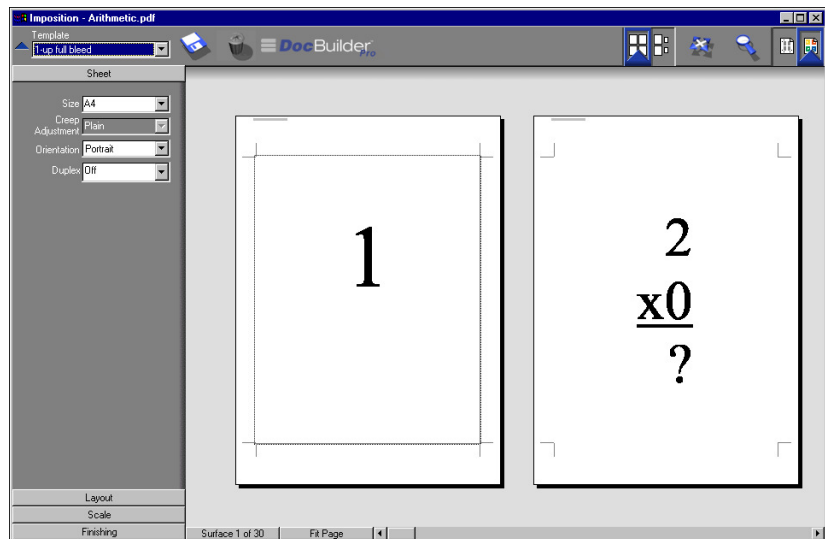 Imposition - Arithmetic.pdf
Template
1-up full bleed
DocBuilder Pro
Sheet
Size A4
Creep Adjustment Plain
Orientation Portrait
Duplex Off
1
2
x0
?
Layout
Scale
Finishing
Surface 1 of 30
Fit Page